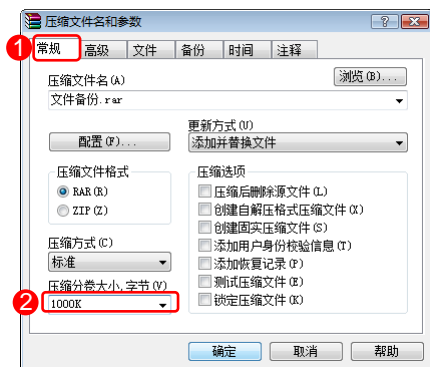 压缩文件名和参数
1
常规 高级 文件 备份 时间 注释
压缩文件名(A)
浏览(B)...
文件备份.rar
更新方式(U)
配置(F)...
添加并替换文件
压缩文件格式
RAR(R)
ZIP(Z)
压缩选项
压缩后删除源文件(L)
创建自解压格式压缩文件(X)
创建固实压缩文件(S)
添加用户身份校验信息(T)
添加恢复记录(P)
测试压缩文件(E)
锁定压缩文件(K)
压缩方式(C)
标准
压缩分卷大小,字节(V)
2
1000K
确定 取消 帮助